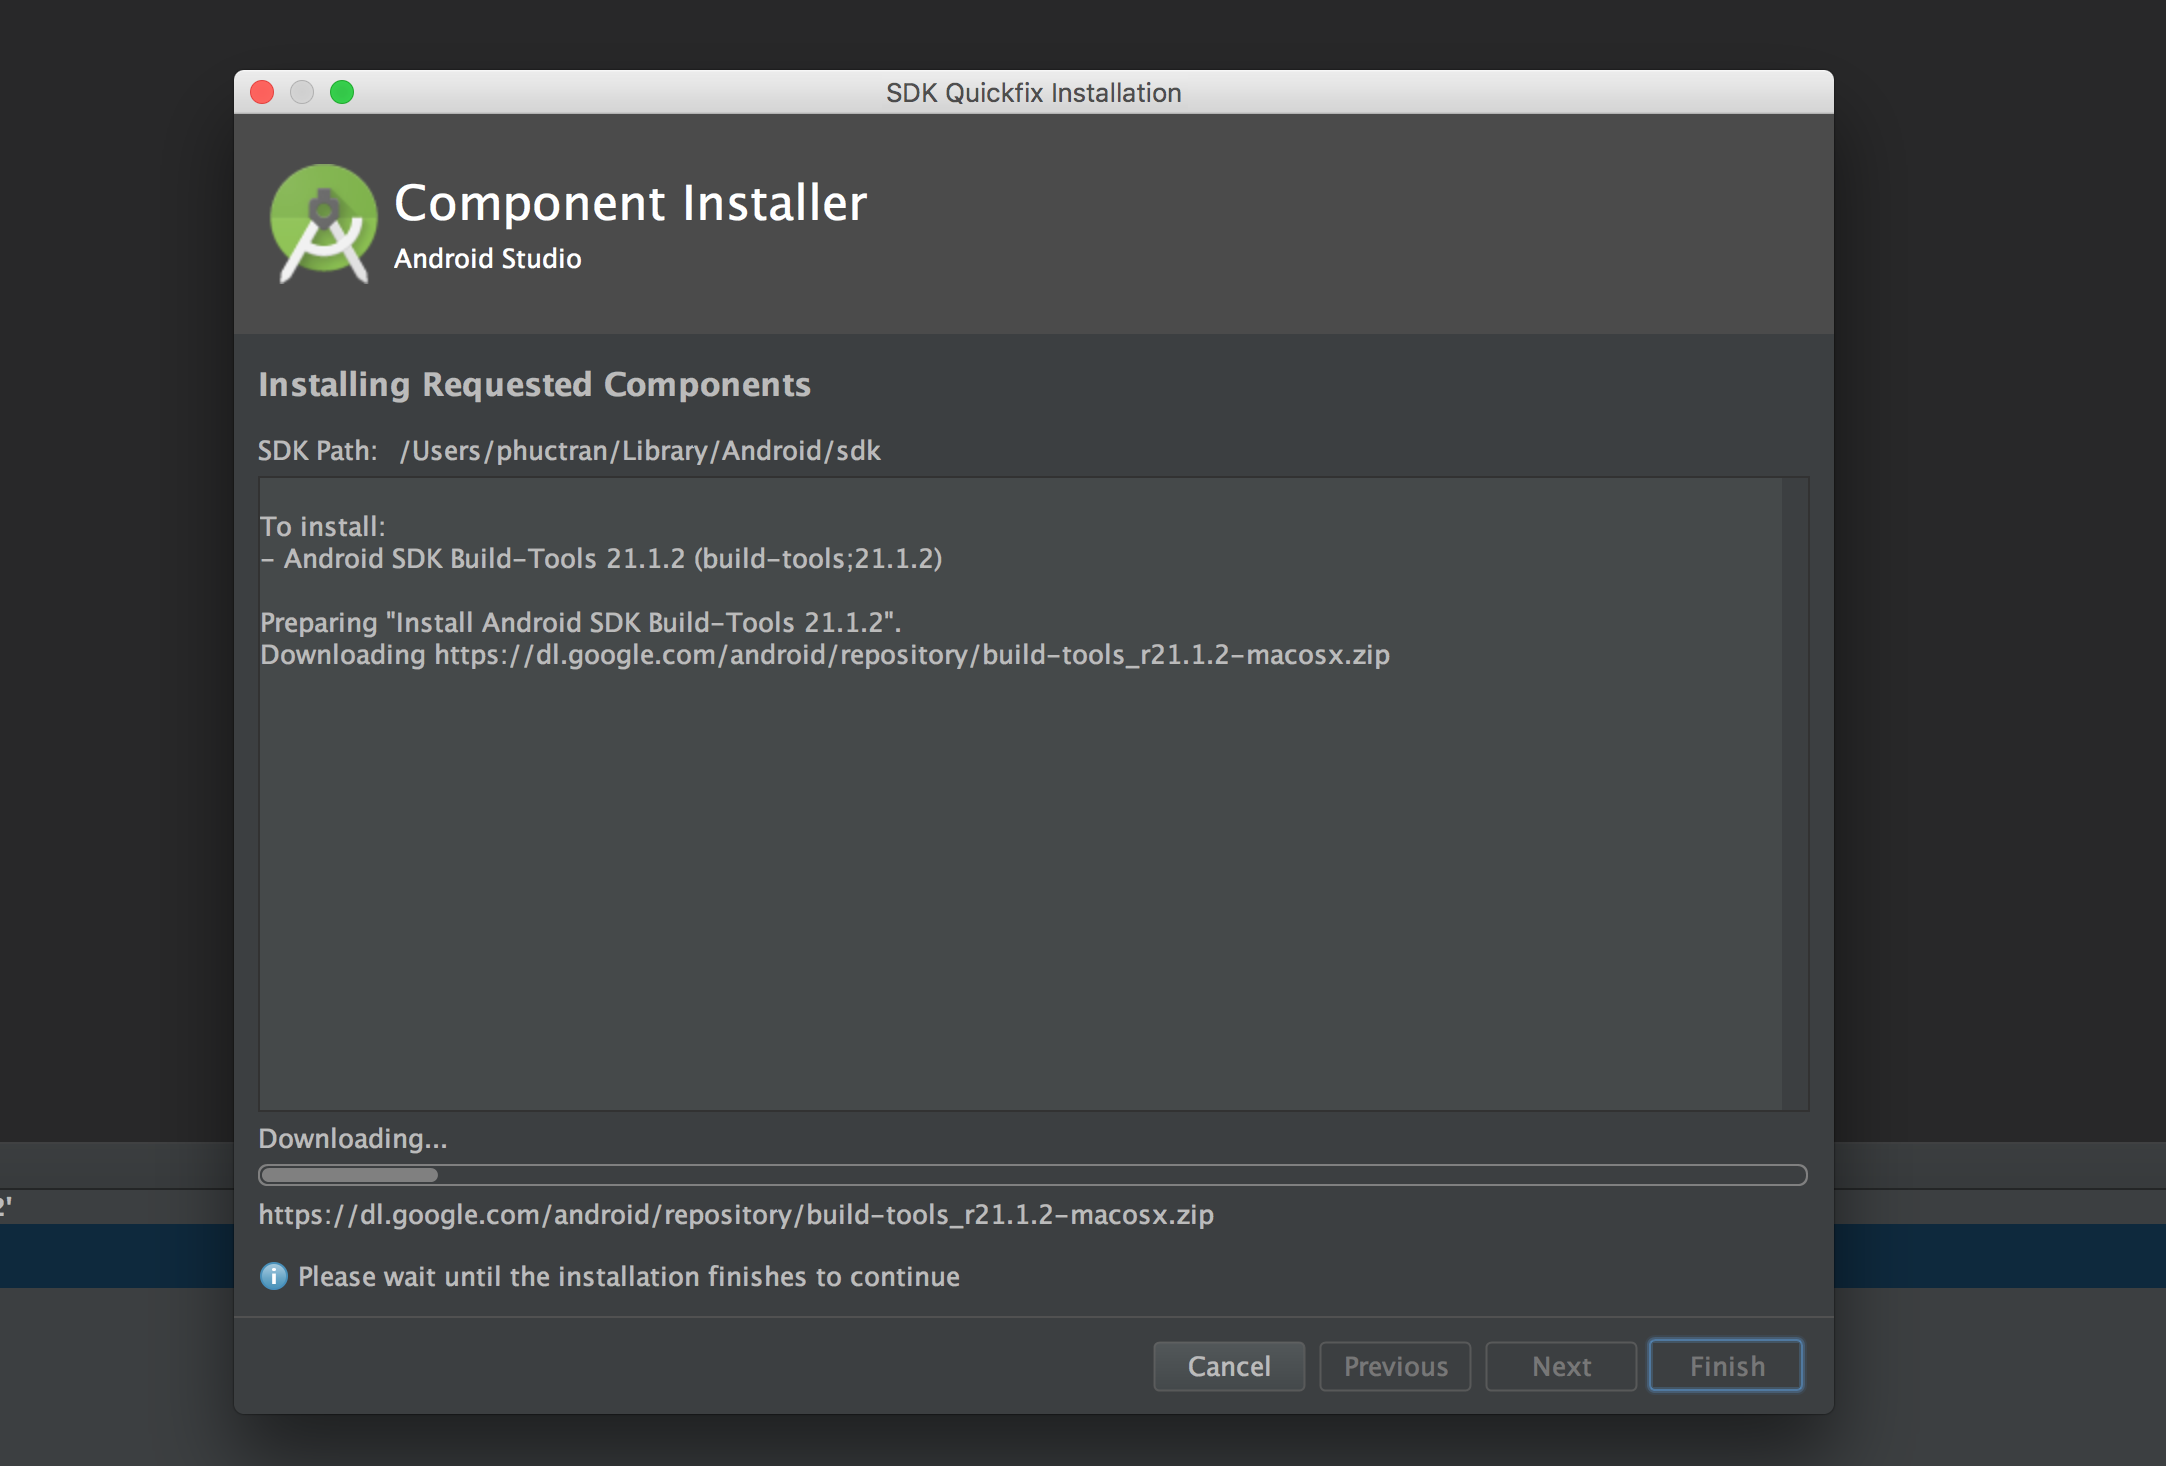 SDK Quickfix Installation
Component Installer
Android Studio
Installing Requested Components
SDK Path: /Users/phuctran/Library/Android/sdk
To install:
- Android SDK Build-Tools 21.1.2 (build-tools;21.1.2)
Preparing "Install Android SDK Build-Tools 21.1.2".
Downloading https://dl.google.com/android/repository/build-tools_r21.1.2-macosx.zip
Downloading...
2'
https://dl.google.com/android/repository/build-tools_r21.1.2-macosx.zip
Please wait until the installation finishes to continue
Cancel Previous Next Finish